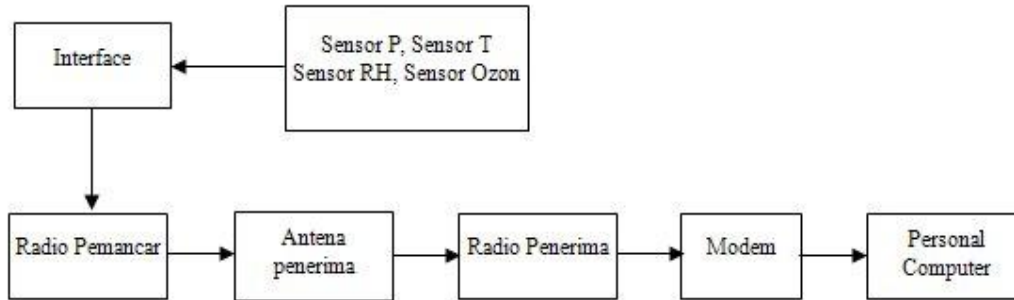 Interface
Sensor P, Sensor T
Sensor RH, Sensor Ozon
Radio Pemancar
Antena
penerima
Radio Penerima
Modem
Personal
Computer